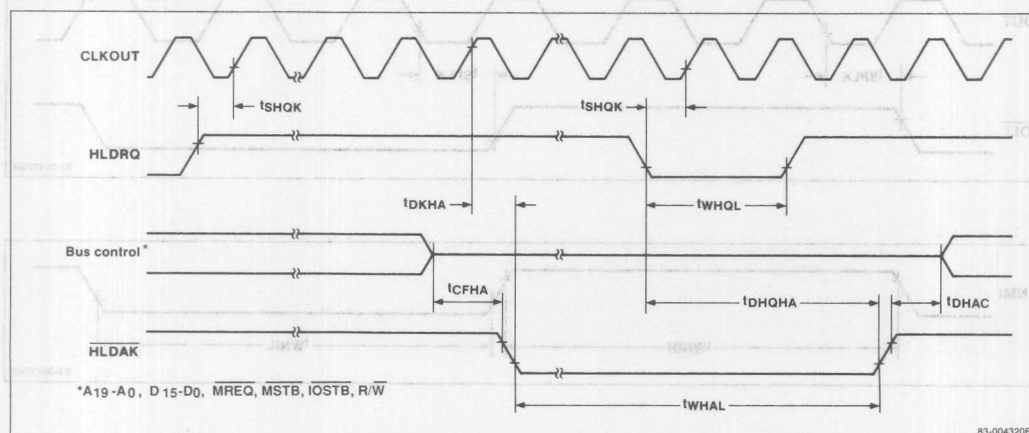 CLKOUT
tSHQK
tSHQK
HLDRQ
tDKHA
tWHQL
Bus control*
tCFHA
tDHQHA
tDHAC
HLDAK
*A19-A0, D15-D0, MREQ, MSTB, IOSTB, R/W
tWHAL
83-004320B